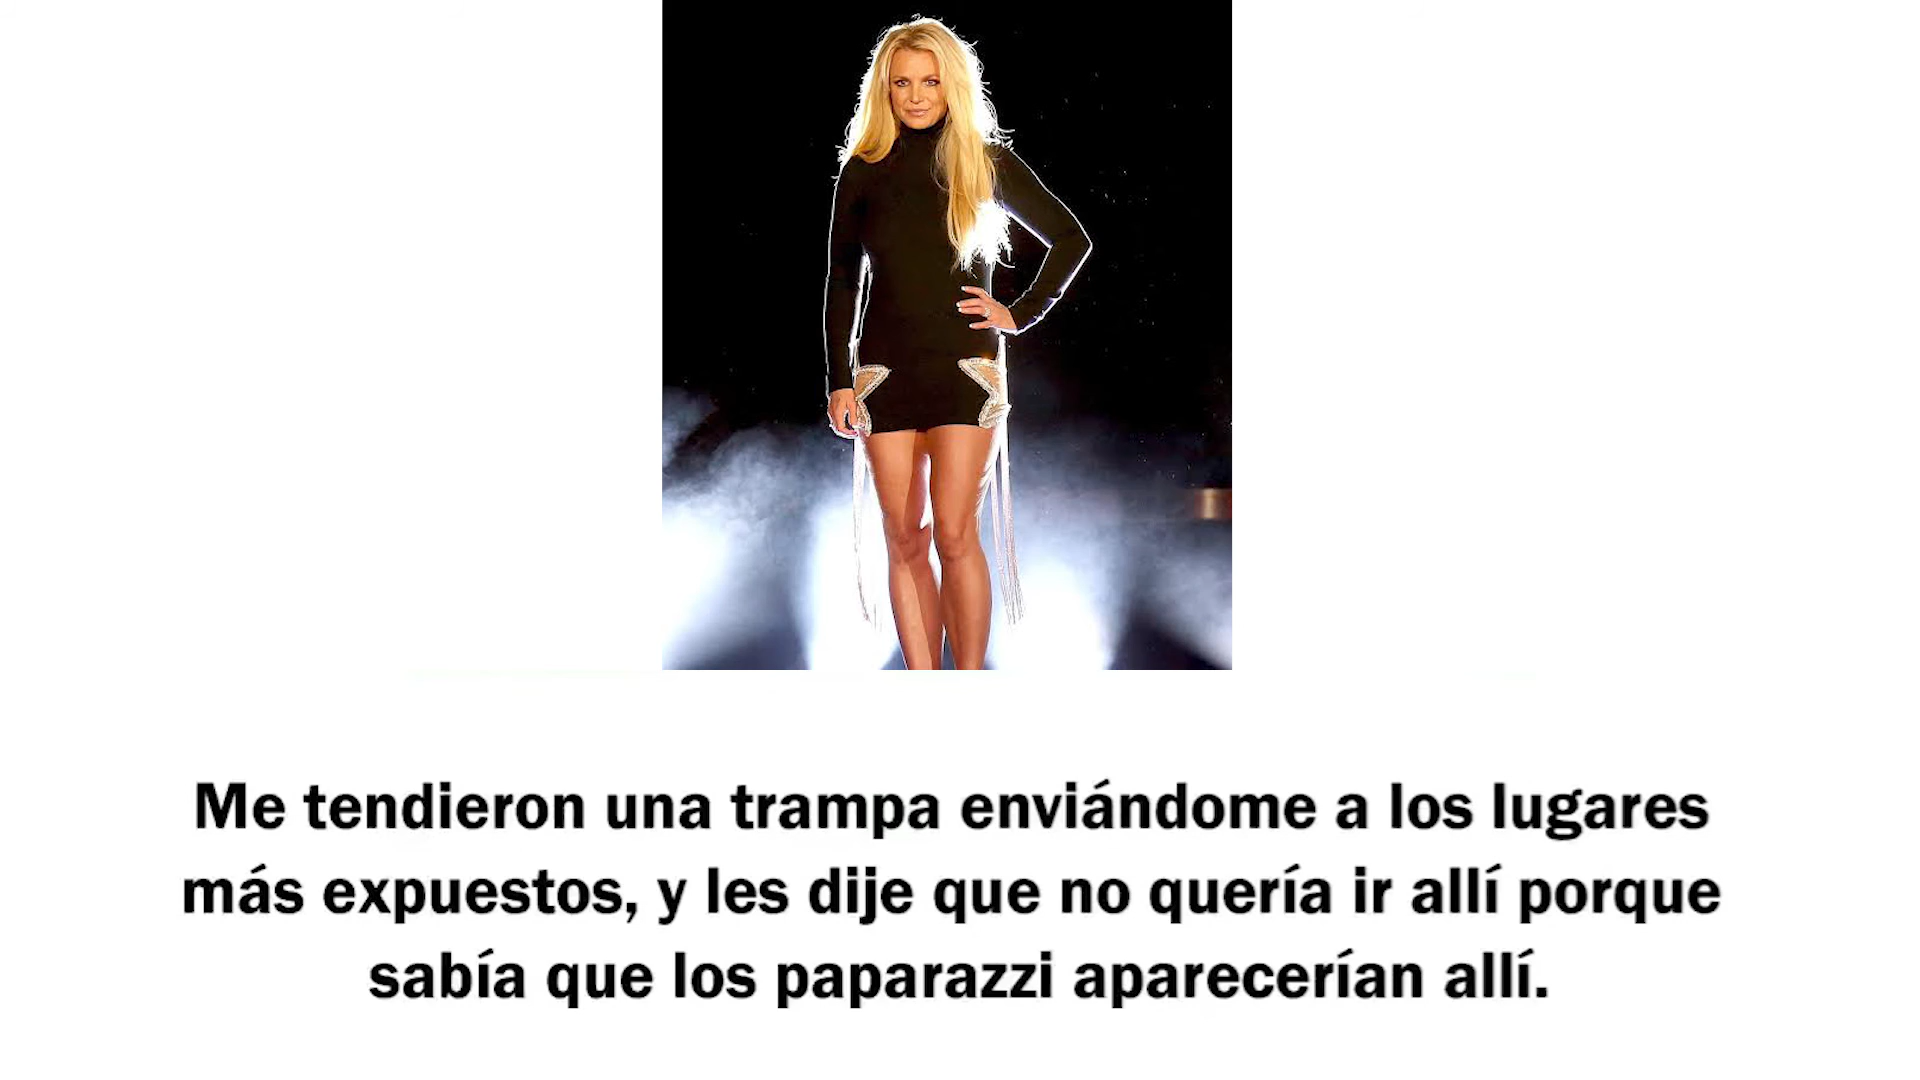 Me tendieron una trampa enviándome a los lugares
más expuestos, y les dije que no quería ir allí porque
sabía que los paparazzi aparecerían allí.